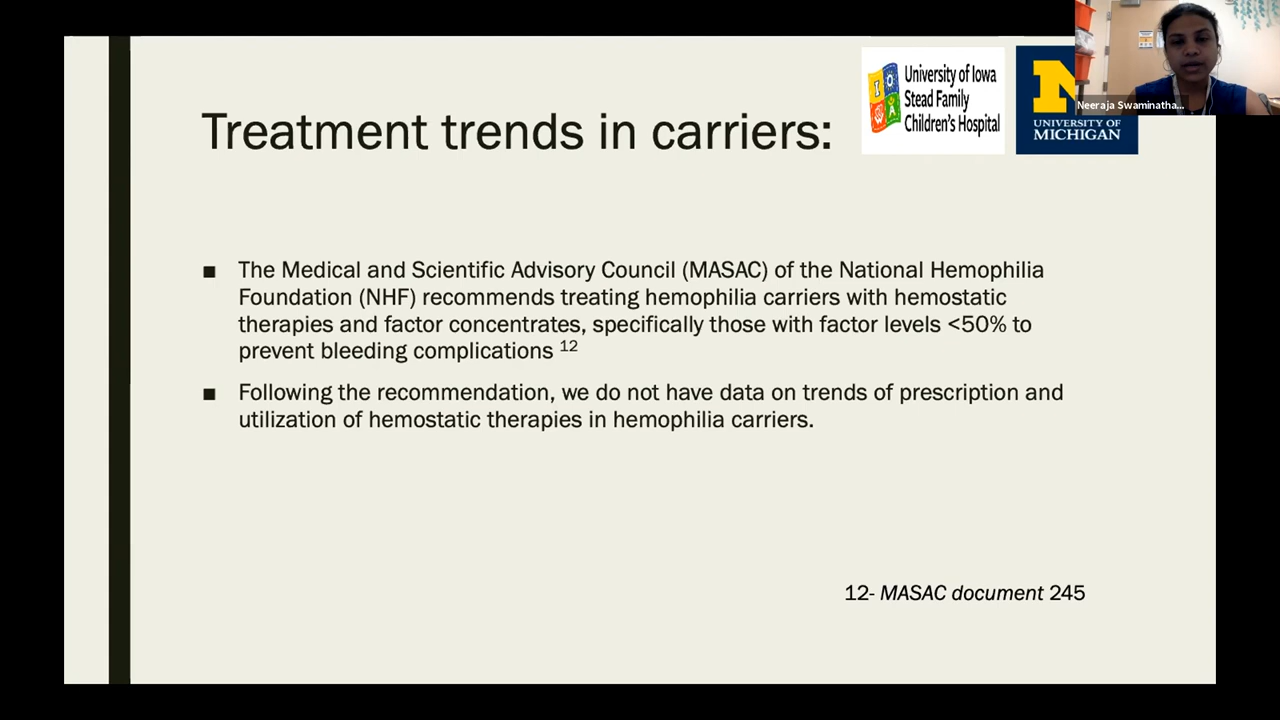 University of Iowa
Stead Family
Children's Hospital
UNIVERSITY OF
MICHIGAN
Neeraja Swaminatha...
Treatment trends in carriers:
■ The Medical and Scientific Advisory Council (MASAC) of the National Hemophilia
Foundation (NHF) recommends treating hemophilia carriers with hemostatic
therapies and factor concentrates, specifically those with factor levels <50% to
prevent bleeding complications 12
■ Following the recommendation, we do not have data on trends of prescription and
utilization of hemostatic therapies in hemophilia carriers.
12- MASAC document 245